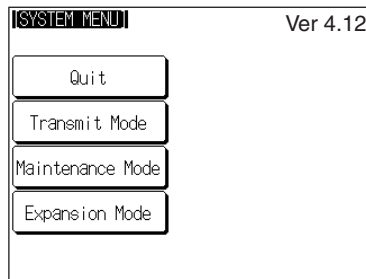 [SYSTEM MENU]
Ver 4.12
Quit
Transmit Mode
Maintenance Mode
Expansion Mode